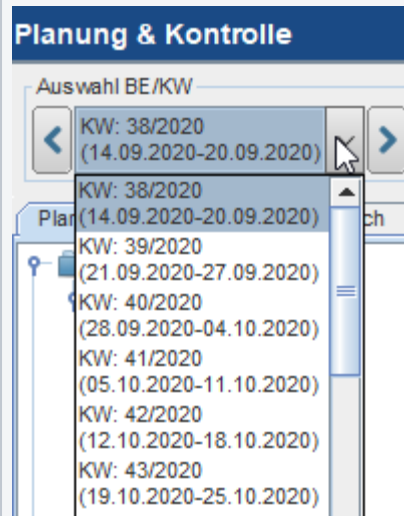 Planung & Kontrolle
Auswahl BE/KW
KW: 38/2020
(14.09.2020-20.09.2020)
KW: 38/2020
(14.09.2020-20.09.2020)
KW: 39/2020
(21.09.2020-27.09.2020)
KW: 40/2020
(28.09.2020-04.10.2020)
KW: 41/2020
(05.10.2020-11.10.2020)
KW: 42/2020
(12.10.2020-18.10.2020)
KW: 43/2020
(19.10.2020-25.10.2020)